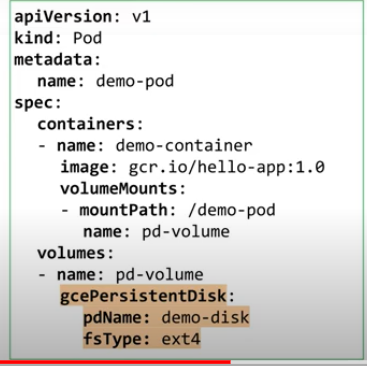 apiVersion: v1
kind: Pod
metadata:
  name: demo-pod
spec:
  containers:
  - name: demo-container
    image: gcr.io/hello-app:1.0
    volumeMounts:
    - mountPath: /demo-pod
      name: pd-volume
  volumes:
  - name: pd-volume
    gcePersistentDisk:
      pdName: demo-disk
      fsType: ext4